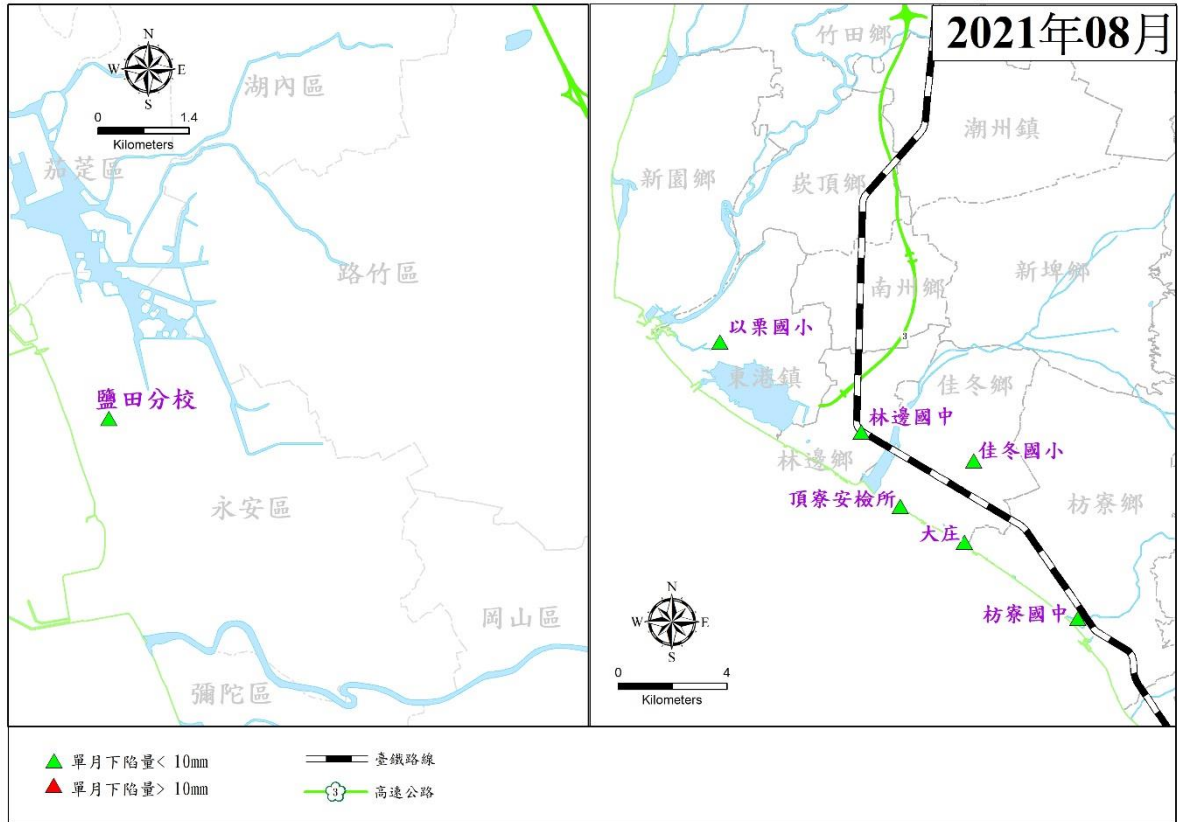 2021年08月
N
W
E
S
0
1.4
Kilometers
湖內區
茄萣區
路竹區
鹽田分校
永安區
岡山區
彌陀區
竹田鄉
潮州鎮
新園鄉
崁頂鄉
新埤鄉
南州鄉
3
以栗國小
東港鎮
佳冬鄉
林邊國中
林邊鄉
佳冬國小
頂寮安檢所
枋寮鄉
大庄
枋寮國中
N
W
E
S
0
4
Kilometers
單月下陷量< 10mm
單月下陷量> 10mm
臺鐵路線
3
高速公路